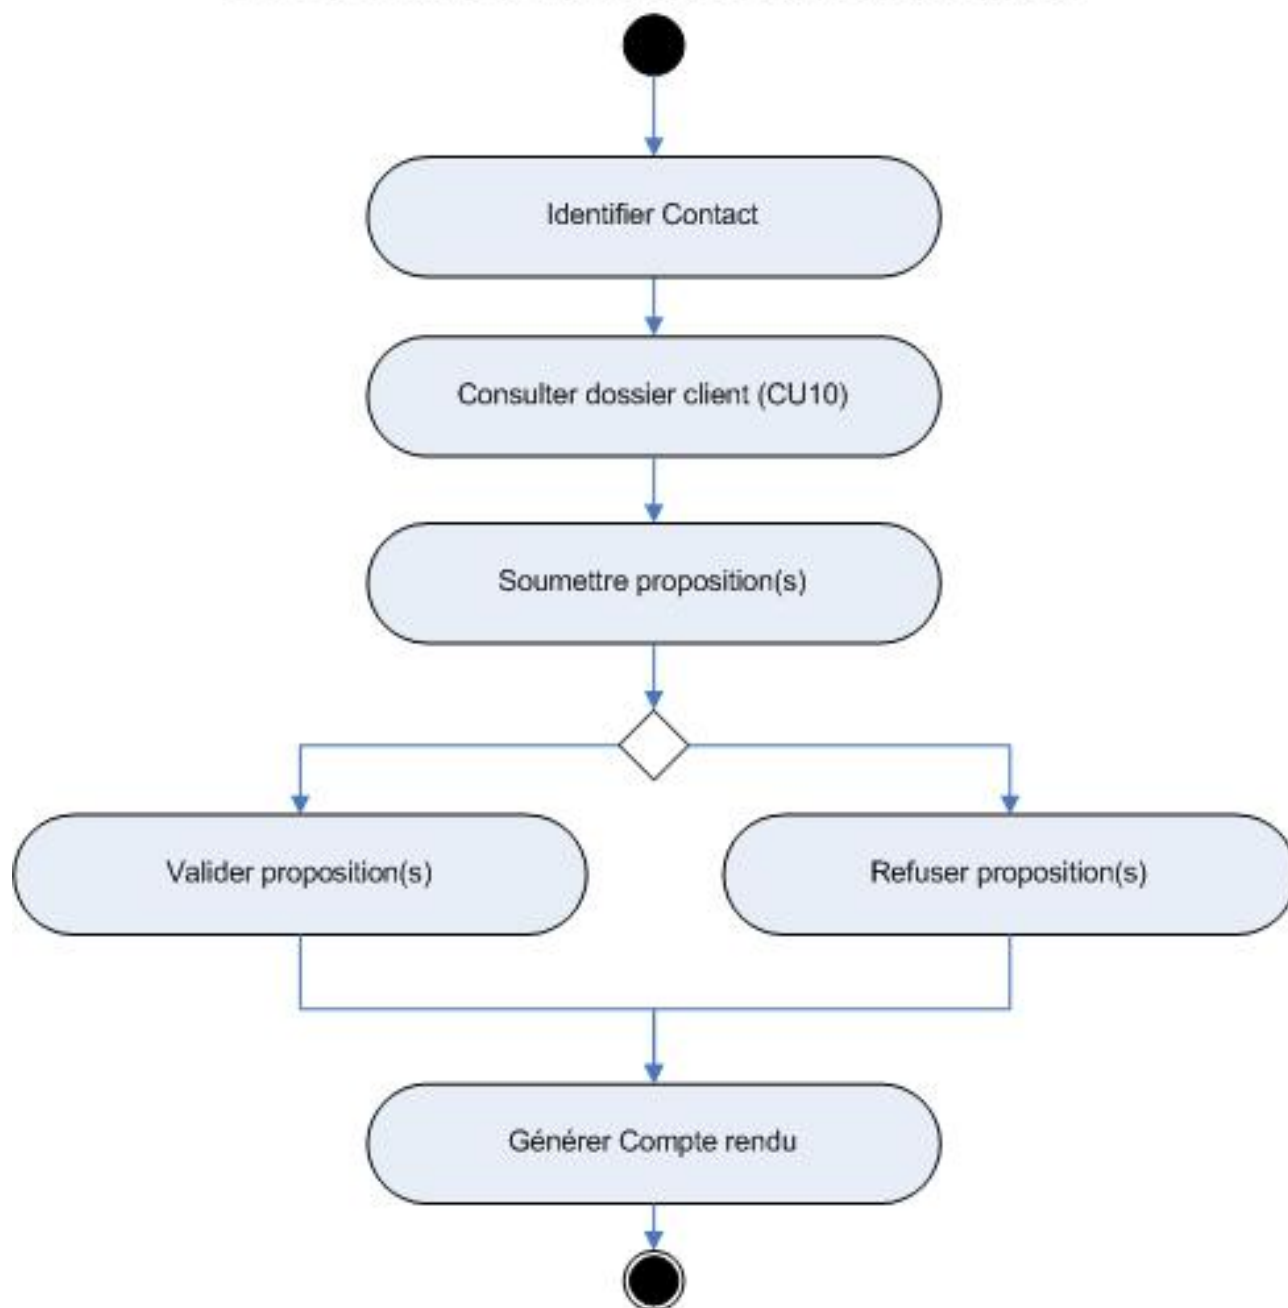 Identifier Contact
Consulter dossier client (CU10)
Soumettre proposition(s)
Valider proposition(s)
Refuser proposition(s)
Générer Compte rendu